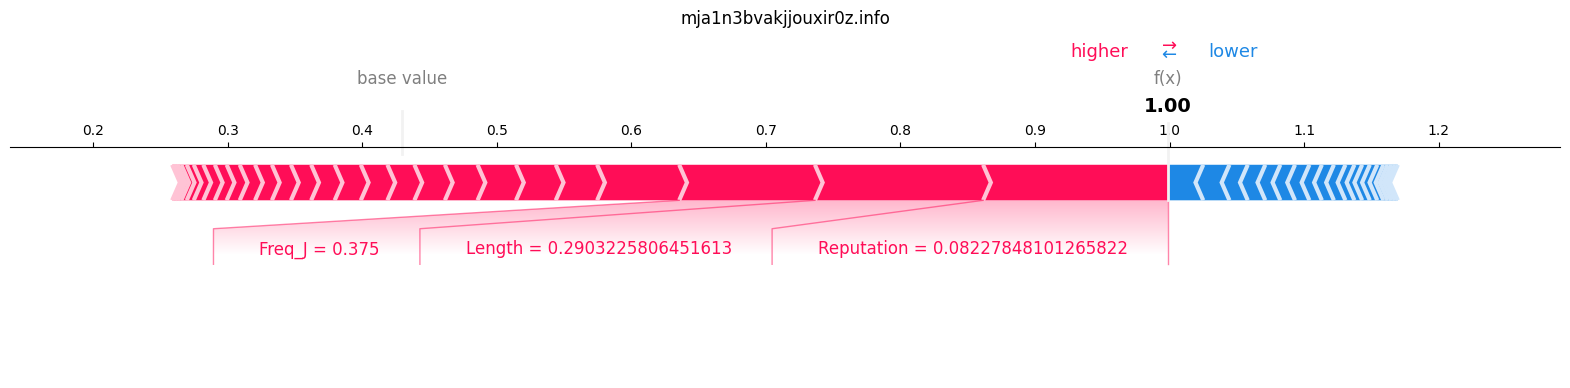 mja1n3bvakjjouxir0z.info
higher ⇄ lower
base value f(x)
1.00
0.2 0.3 0.4 0.5 0.6 0.7 0.8 0.9 1.0 1.1 1.2
Freq_J = 0.375 Length = 0.2903225806451613 Reputation = 0.08227848101265822